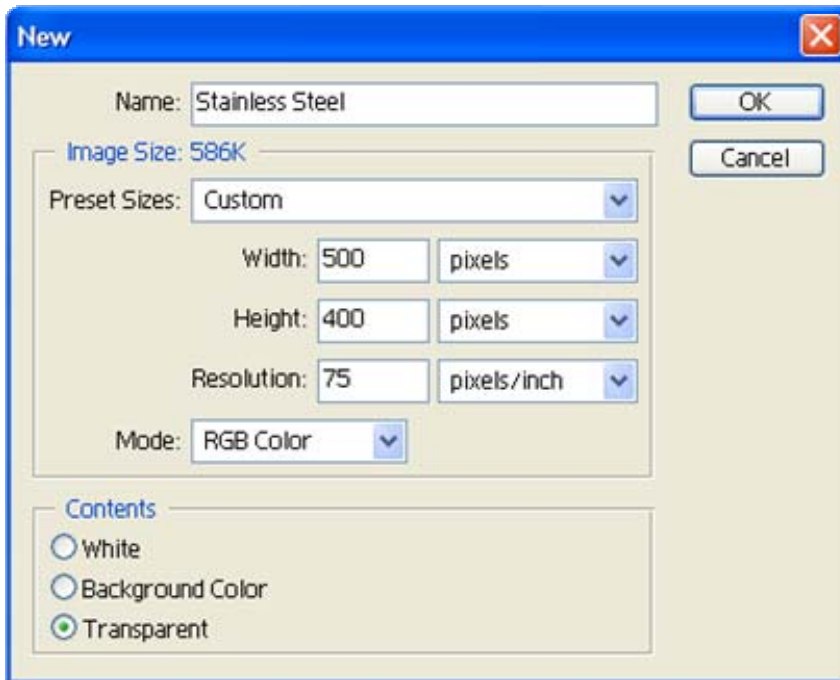 New
Name: Stainless Steel
OK
Image Size: 586K
Cancel
Preset Sizes: Custom
Width: 500 pixels
Height: 400 pixels
Resolution: 75 pixels/inch
Mode: RGB Color
Contents
White
Background Color
Transparent